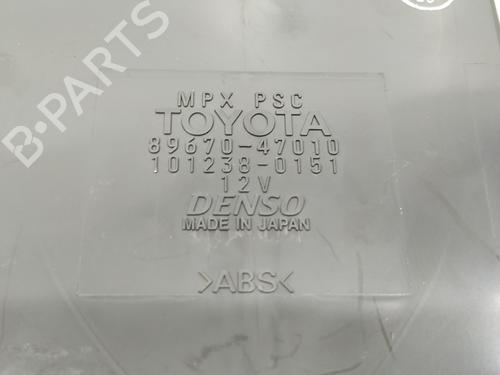 B-PARTS
MPX PSC
TOYOTA
89670-47010
101238-0151
12V
DENSO
MADE IN JAPAN
>ABS<